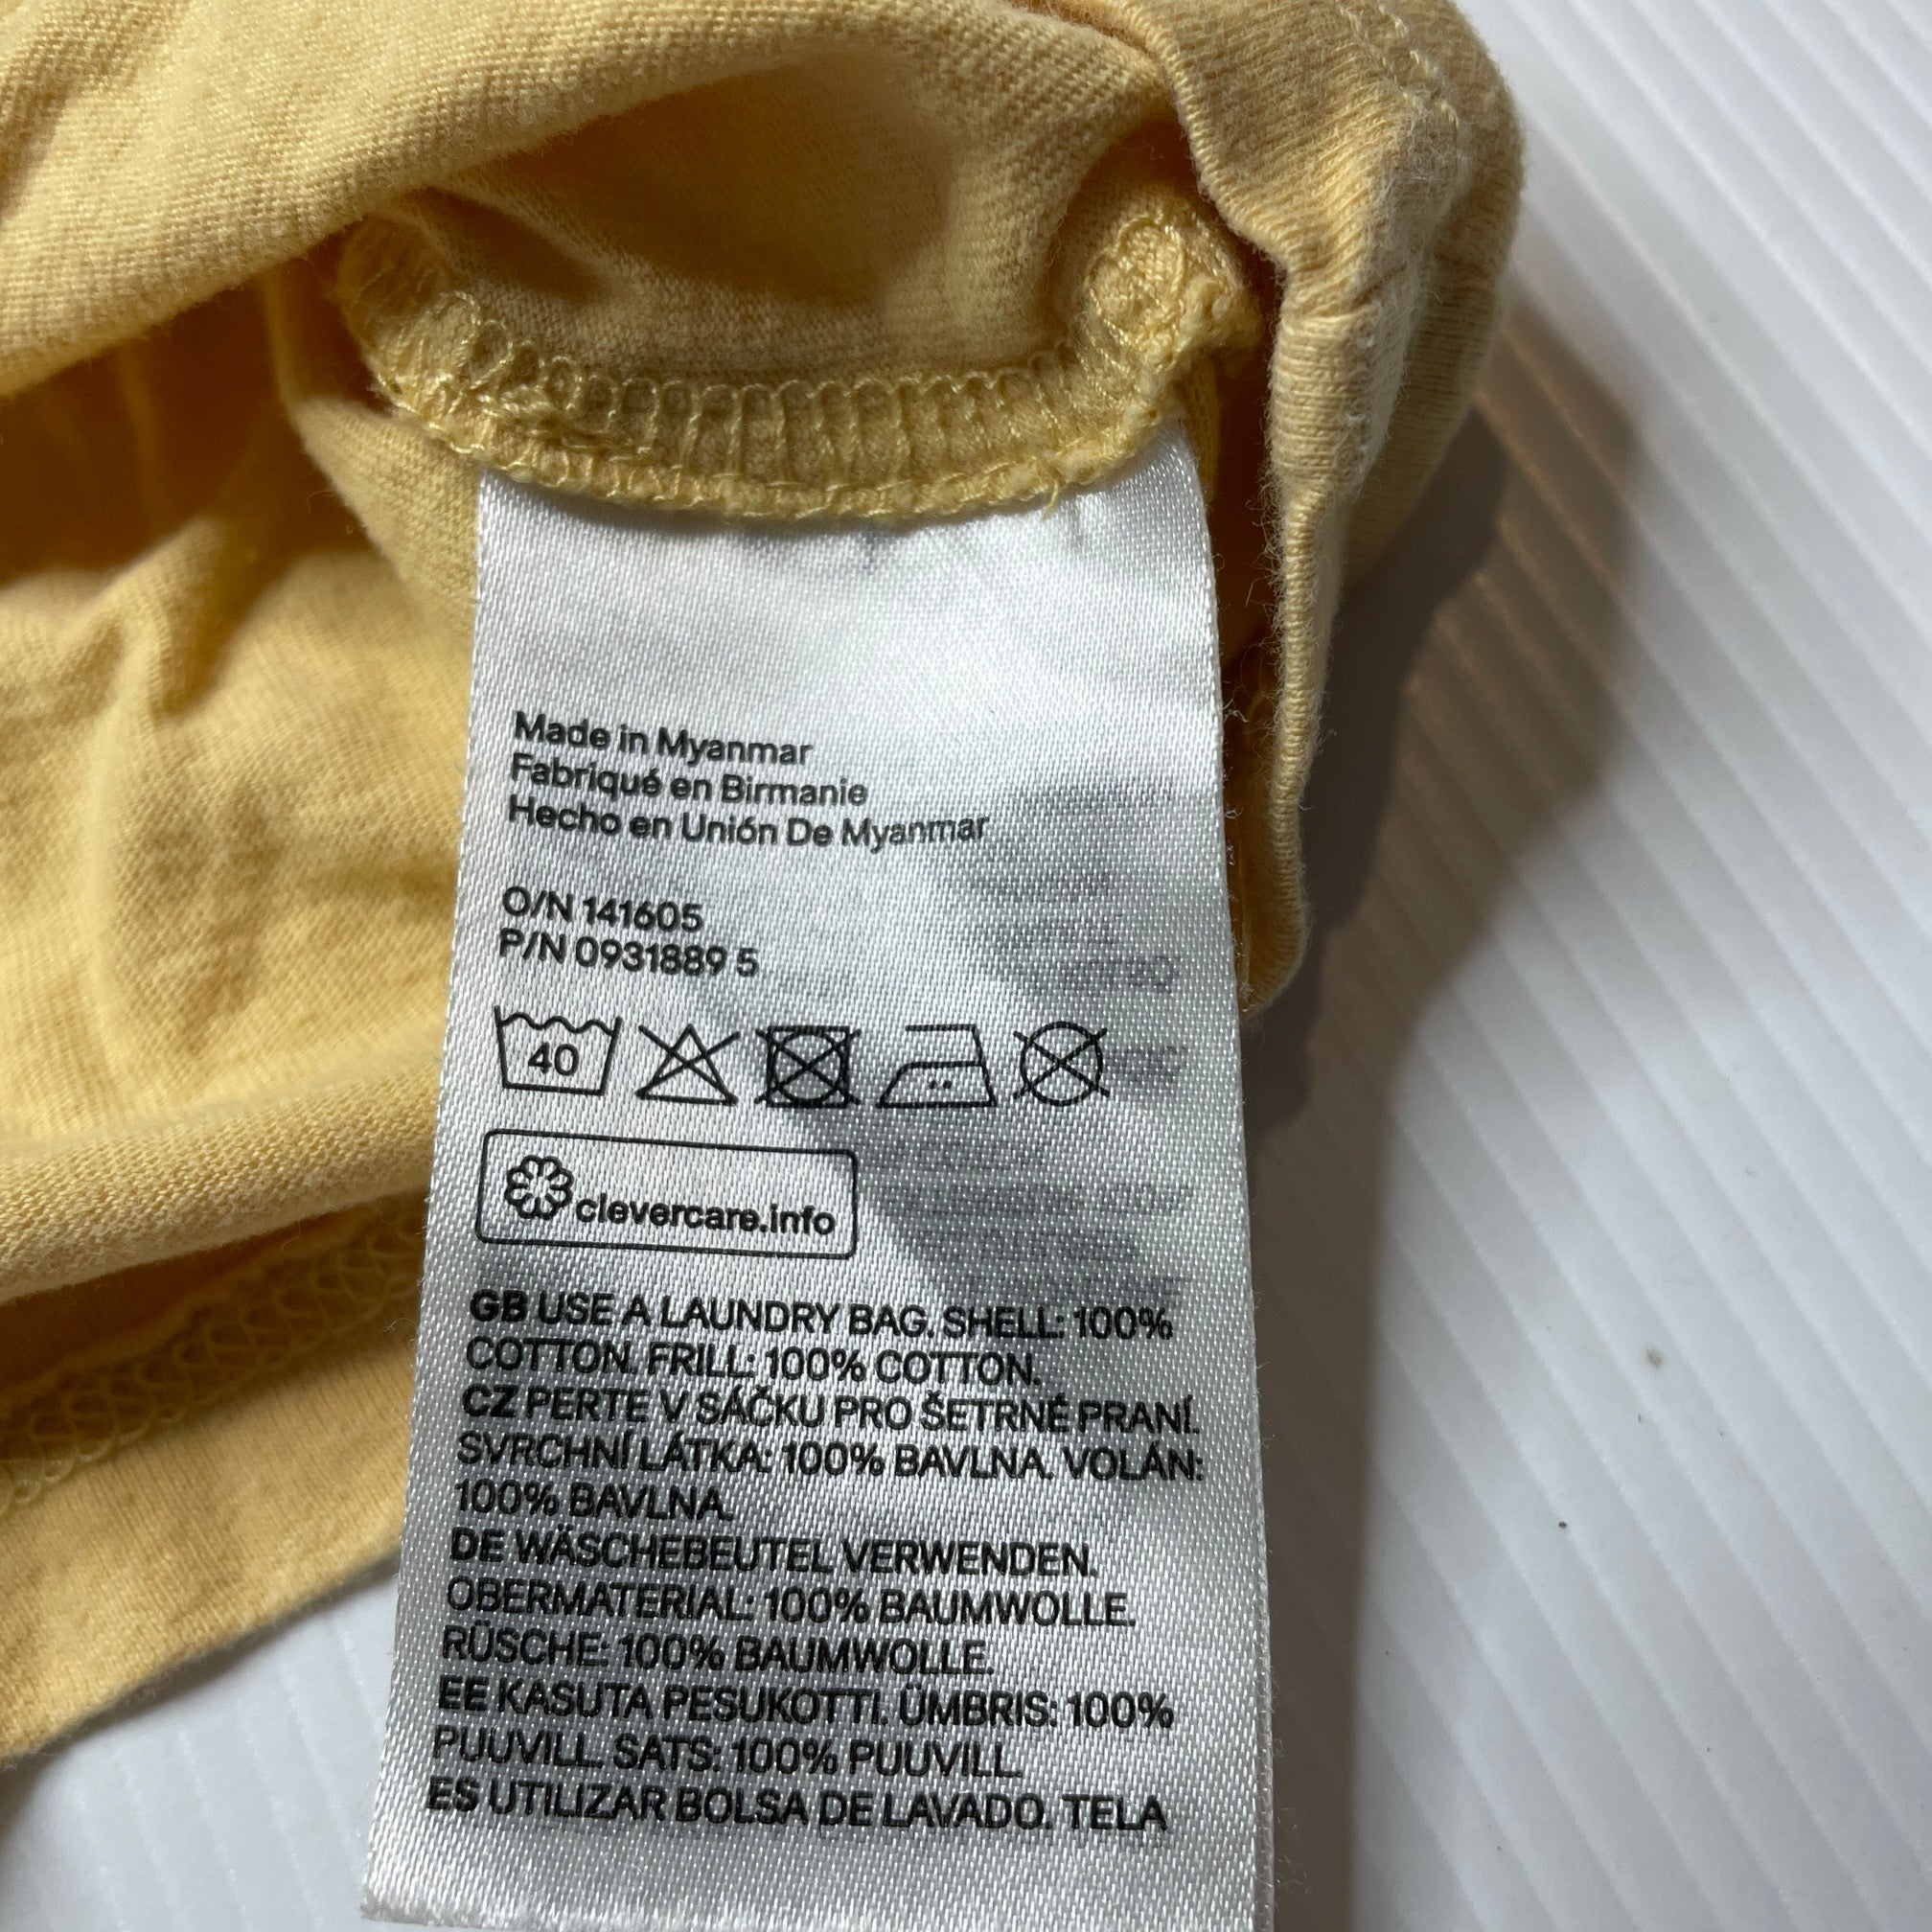 Made in Myanmar
Fabriqué en Birmanie
Hecho en Unión De Myanmar
O/N 141605
P/N 0931889 5
40
clevercare.info
GB USE A LAUNDRY BAG. SHELL: 100%
COTTON. FRILL: 100% COTTON.
CZ PERTE V SÁČKU PRO ŠETRNÉ PRANÍ.
SVRCHNÍ LÁTKA: 100% BAVLNA. VOLÁN:
100% BAVLNA.
DE WÄSCHEBEUTEL VERWENDEN.
OBERMATERIAL: 100% BAUMWOLLE.
RÜSCHE: 100% BAUMWOLLE.
EE KASUTA PESUKOTTI. ÜMBRIS: 100%
PUUVILL. SATS: 100% PUUVILL.
ES UTILIZAR BOLSA DE LAVADO. TELA